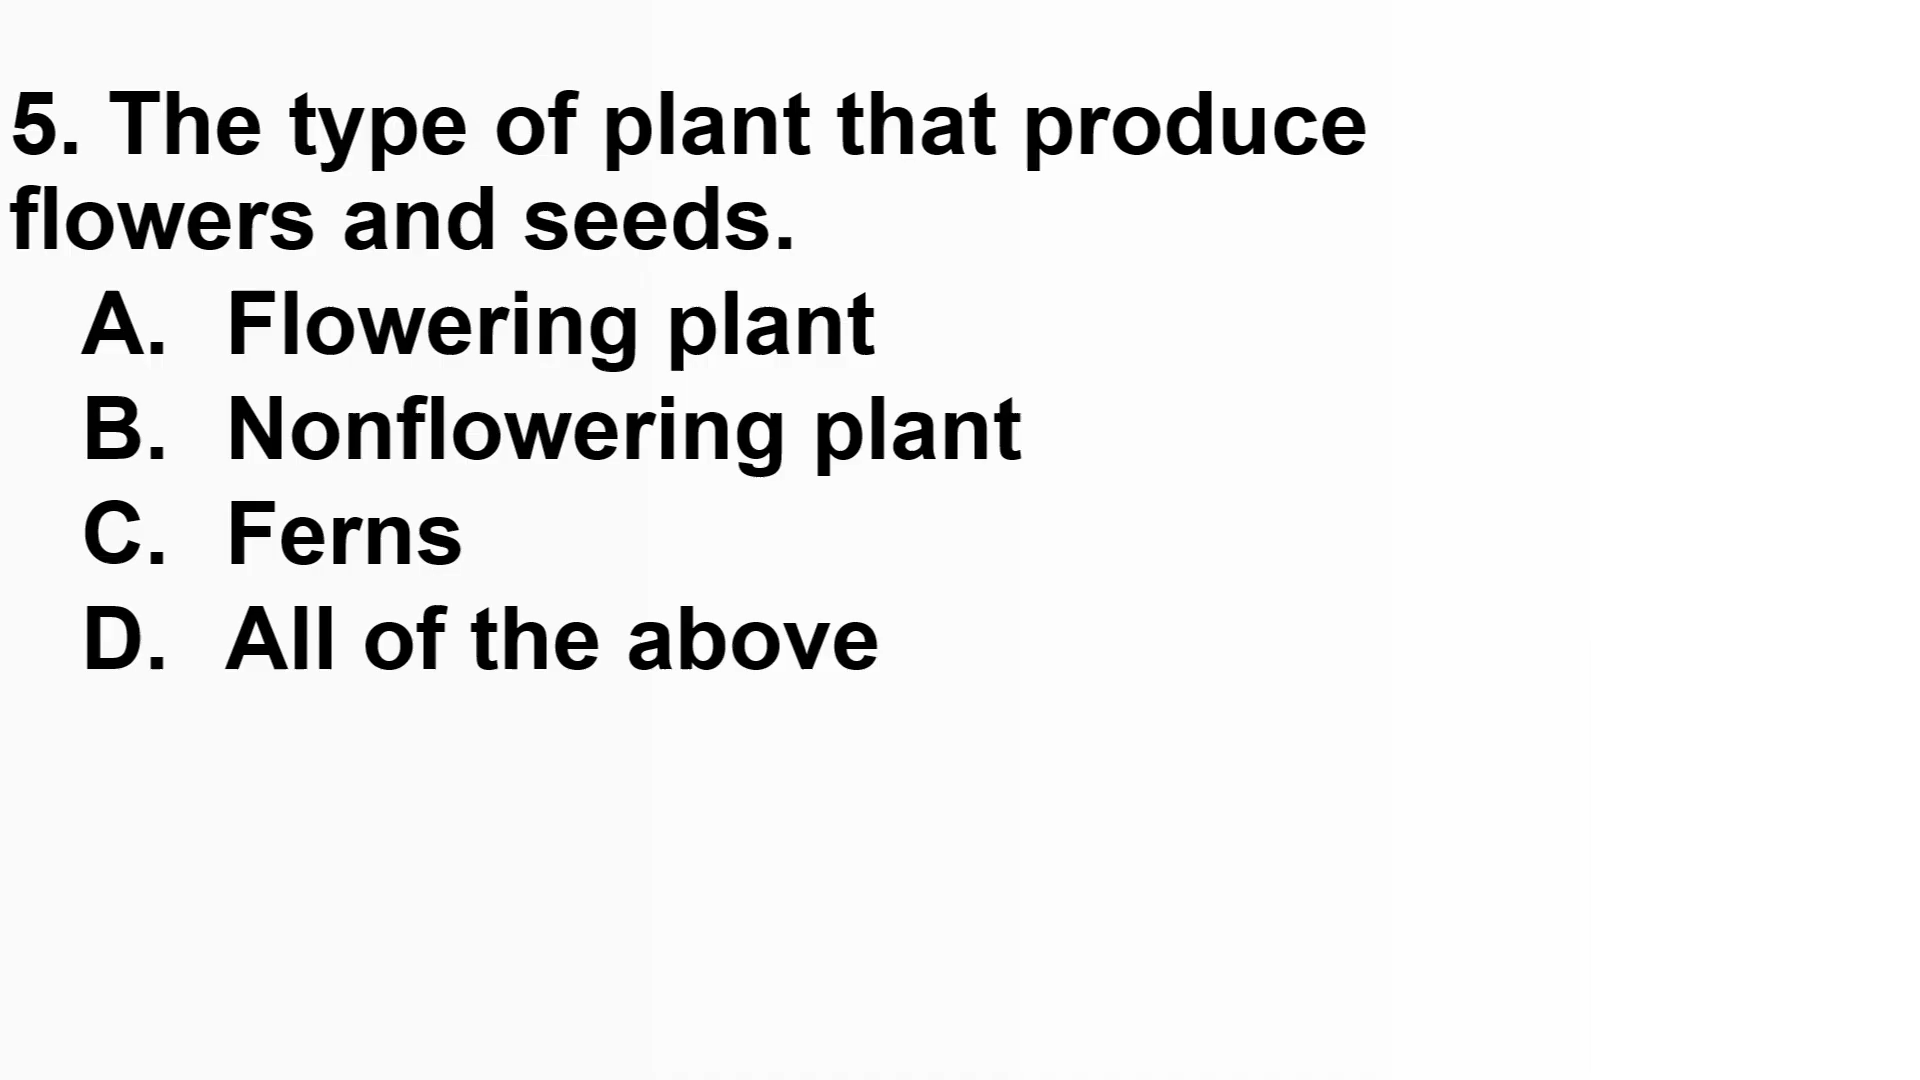 5. The type of plant that produce
flowers and seeds.
A. Flowering plant
B. Nonflowering plant
C. Ferns
D. All of the above